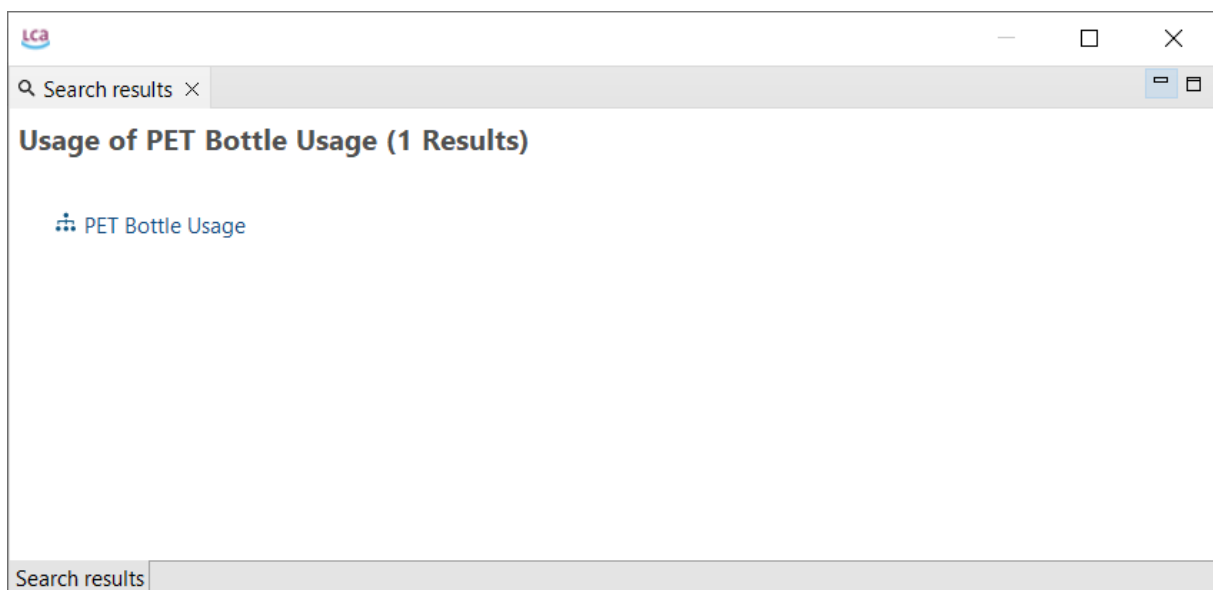 LCA
Search results
Usage of PET Bottle Usage (1 Results)
PET Bottle Usage
Search results